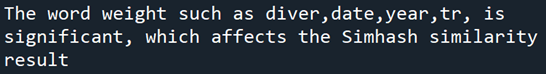 The word weight such as diver,date,year,tr, is
significant, which affects the Simhash similarity
result